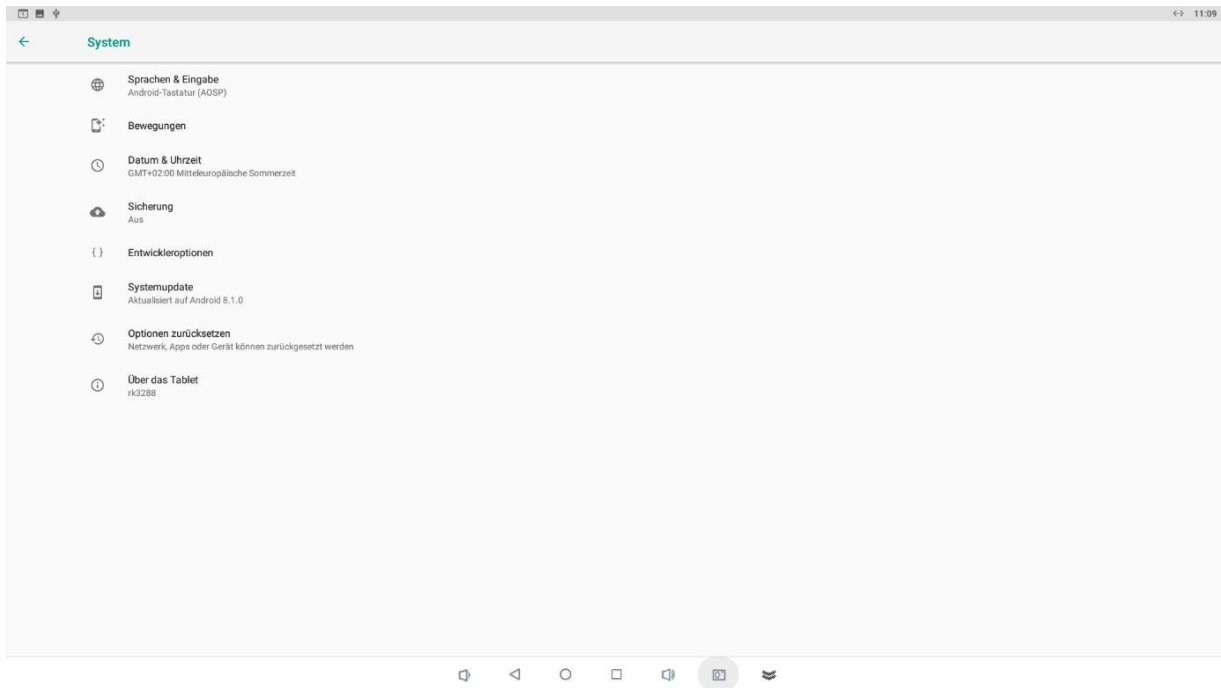 11:09
System
Sprachen & Eingabe
Android-Tastatur (AOSP)
Bewegungen
Datum & Uhrzeit
GMT+02:00 Mitteleuropäische Sommerzeit
Sicherung
Aus
{ }
Entwickleroptionen
Systemupdate
Aktualisiert auf Android 8.1.0
Optionen zurücksetzen
Netzwerk, Apps oder Gerät können zurückgesetzt werden
Über das Tablet
rk3288